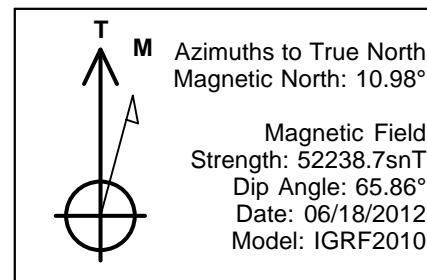 T
M
Azimuths to True North
Magnetic North: 10.98°
Magnetic Field
Strength: 52238.7snT
Dip Angle: 65.86°
Date: 06/18/2012
Model: IGRF2010